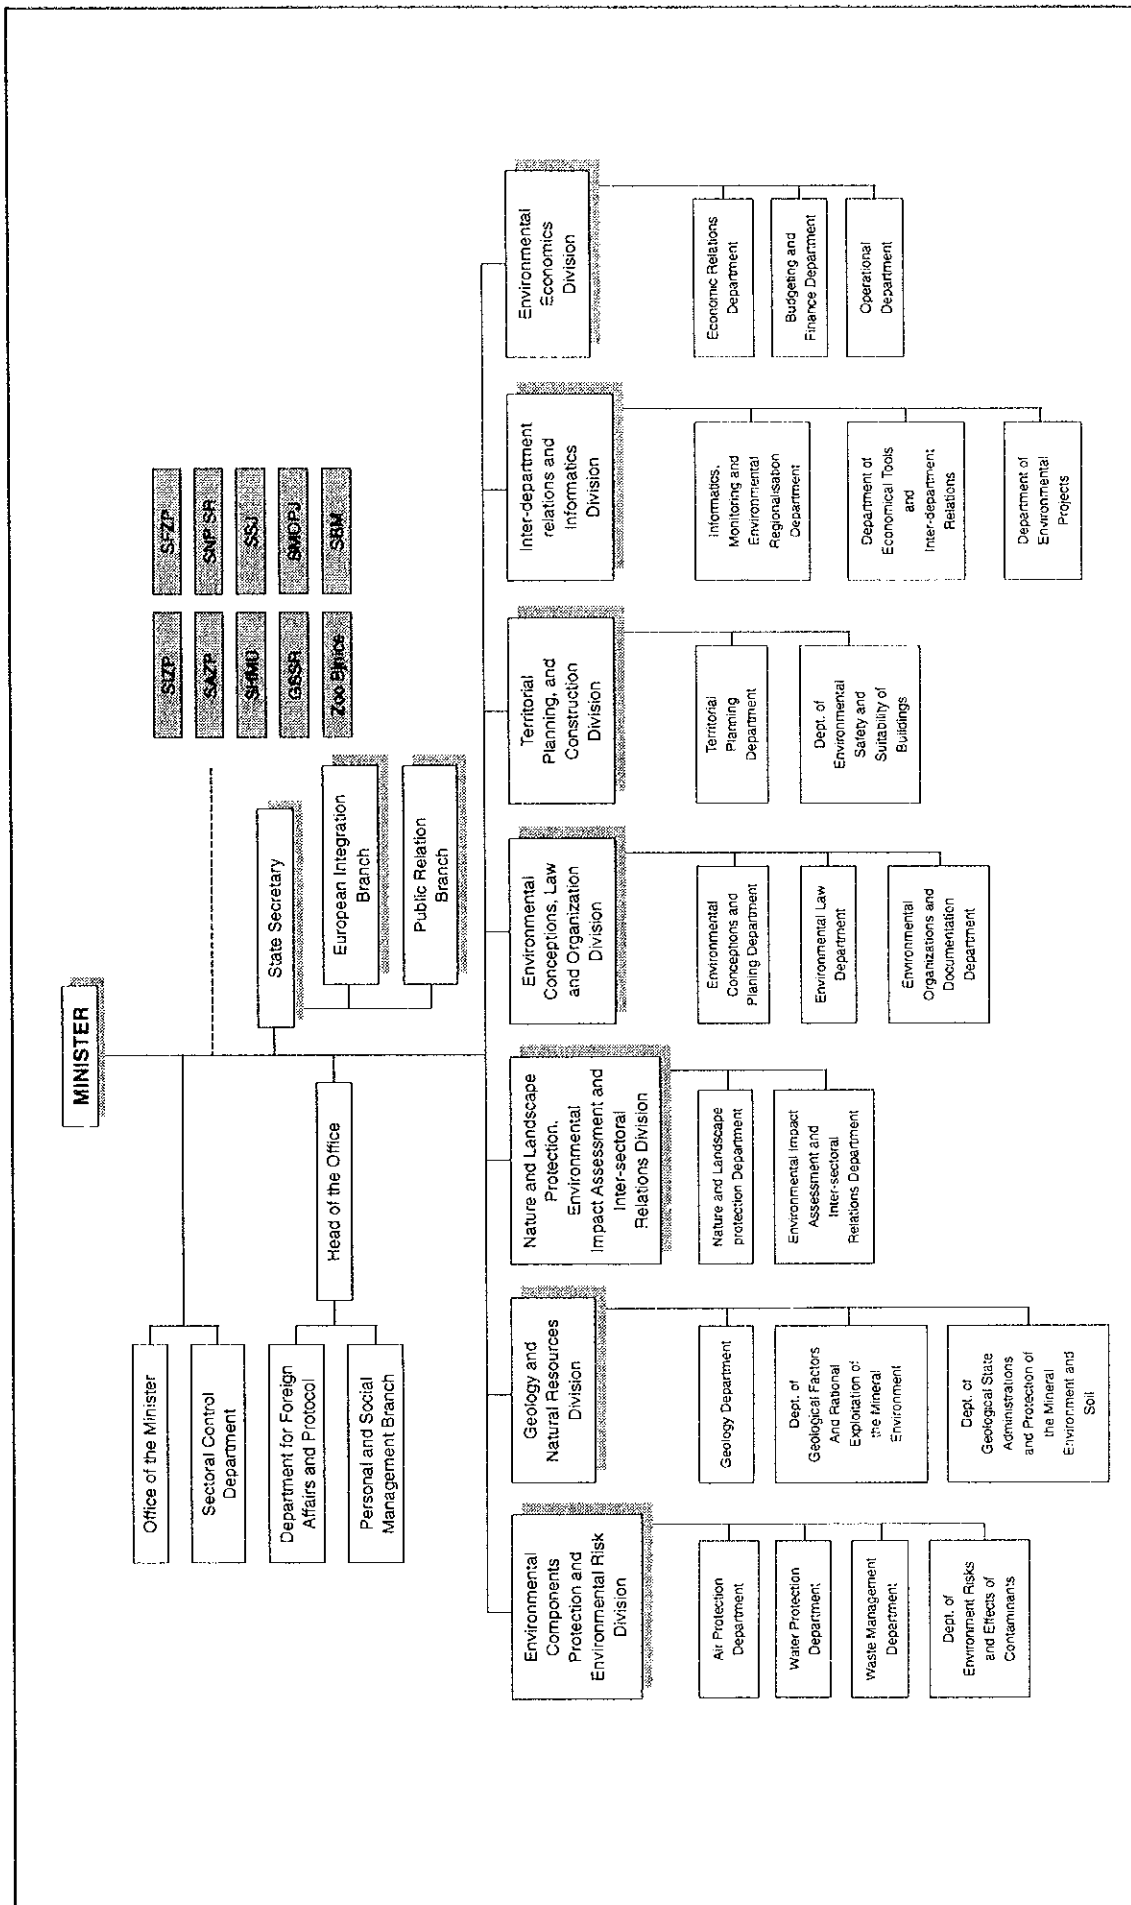 MINISTER
Office of the Minister
Sectoral Control
Department
Department for Foreign
Affairs and Protocol
Personal and Social
Management Branch
Head of the Office
State Secretary
European Integration
Branch
Public Relation
Branch
SIZP
SFZP
SAZP
SNP SR
SHMU
SSJ
GSSR
SMOPJ
Zoo Bjnice
SBM
Environmental
Components
Protection and
Environmental Risk
Division
Air Protection
Department
Water Protection
Department
Waste Management
Department
Dept. of
Environment Risks
and Effects of
Contaminants
Geology and
Natural Resources
Division
Geology Department
Dept. of
Geological Factors
And Rational
Exploitation of
the Mineral
Environment
Dept. of
Geological State
Administrations
and Protection of
the Mineral
Environment and
Soil
Nature and Landscape
Protection.
Environmental
Impact Assessment and
Inter-sectoral
Relations Division
Nature and Landscape
protection Department
Environmental Impact
Assessment and
Inter-sectoral
Relations Department
Environmental
Conceptions, Law
and Organization
Division
Environmental
Conceptions and
Planing Department
Environmental Law
Department
Environmental
Organizations and
Documentation
Department
Territorial
Planning, and
Construction
Division
Territorial
Planning
Department
Dept. of
Environmental
Safety and
Suitability of
Buildings
Inter-department
relations and
Informatics
Division
Informatics,
Monitoring and
Environmental
Regionalisation
Department
Department of
Economical Tools
and
Inter-department
Relations
Department of
Environmental
Projects
Environmental
Economics
Division
Economic Relations
Department
Budgeting and
Finance Department
Operational
Department